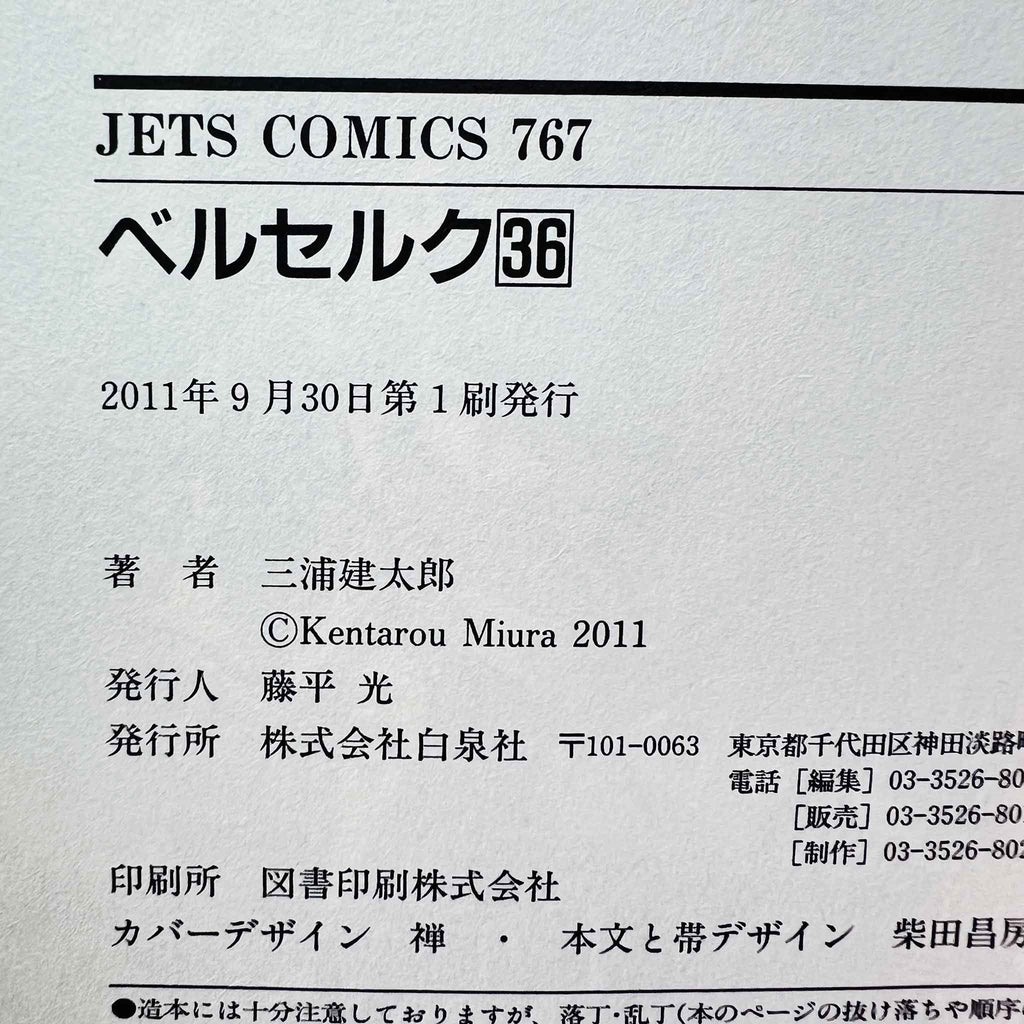 JETS COMICS 767
ベルセルク36
2011年9月30日第1刷発行
著 者 三浦建太郎
©Kentarou Miura 2011
発行人 藤平 光
発行所 株式会社白泉社 〒101-0063 東京都千代田区神田淡路
電話［編集］03-3526-80
［販売］03-3526-80
［制作］03-3526-802
印刷所 図書印刷株式会社
カバーデザイン 禅 ・ 本文と帯デザイン 柴田昌房
●造本には十分注意しておりますが、落丁・乱丁(本のページの抜け落ちや順序